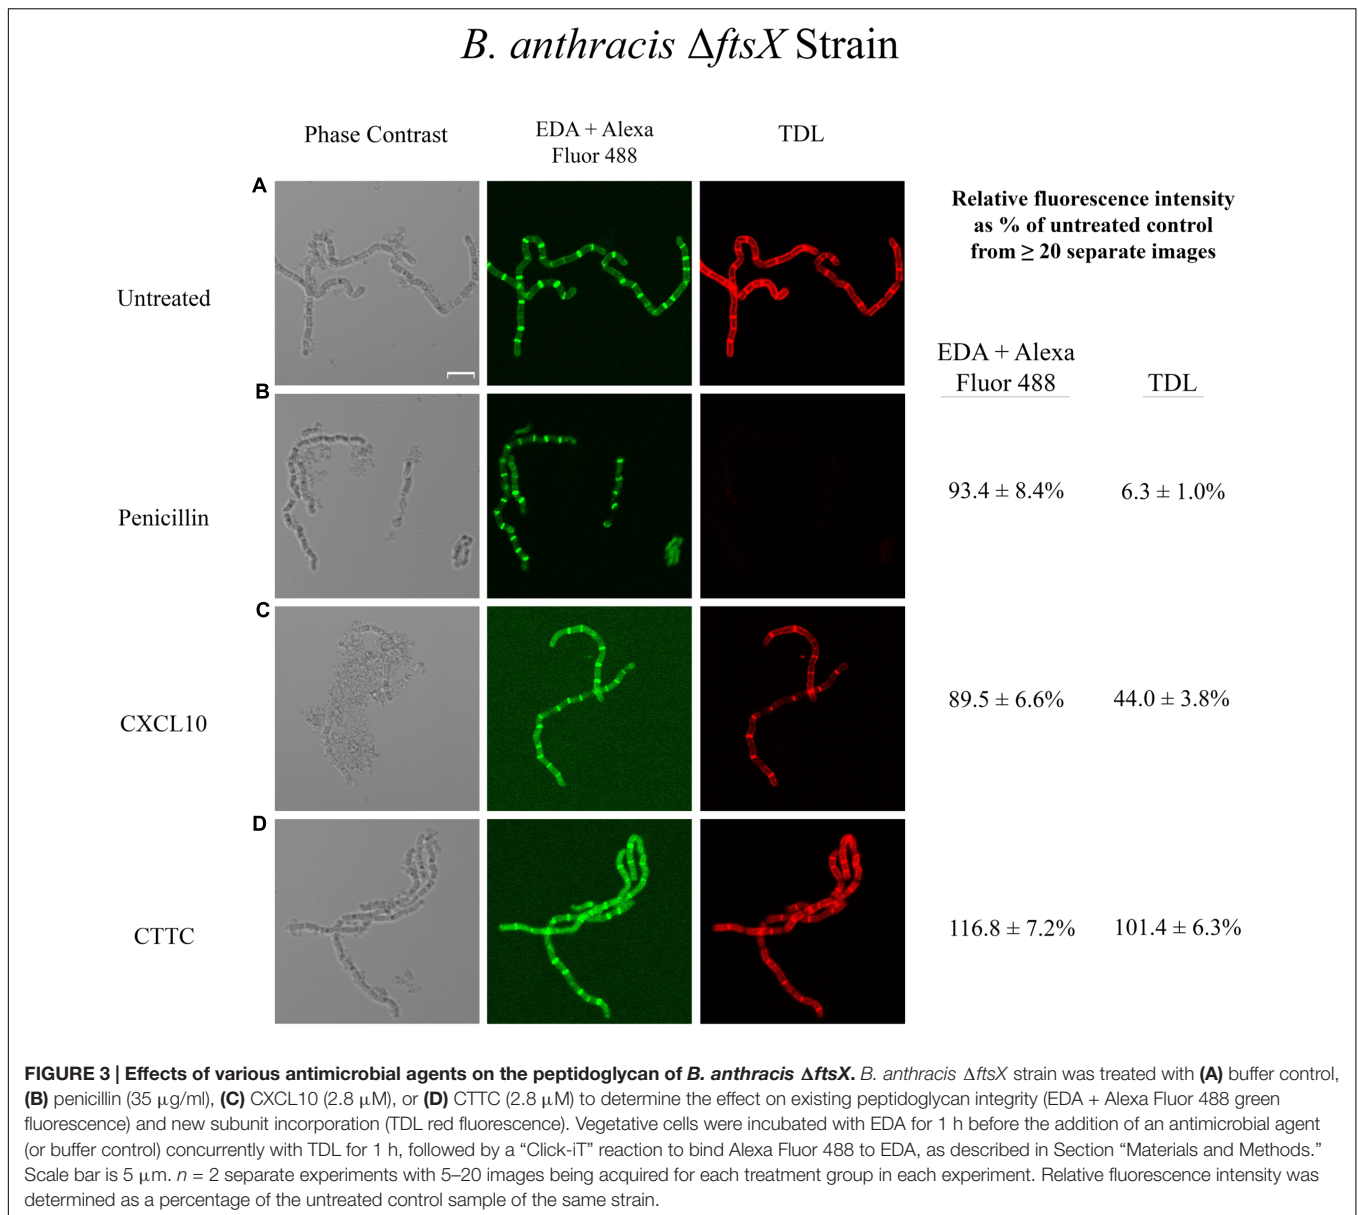 B. anthracis ΔftsX Strain
Phase Contrast
EDA + Alexa
Fluor 488
TDL
Relative fluorescence intensity
as % of untreated control
from ≥ 20 separate images
EDA + Alexa
Fluor 488
TDL
A
Untreated
B
Penicillin
93.4 ± 8.4%
6.3 ± 1.0%
C
CXCL10
89.5 ± 6.6%
44.0 ± 3.8%
D
CTTC
116.8 ± 7.2%
101.4 ± 6.3%
FIGURE 3 | Effects of various antimicrobial agents on the peptidoglycan of B. anthracis ΔftsX. B. anthracis ΔftsX strain was treated with (A) buffer control,
(B) penicillin (35 μg/ml), (C) CXCL10 (2.8 μM), or (D) CTTC (2.8 μM) to determine the effect on existing peptidoglycan integrity (EDA + Alexa Fluor 488 green
fluorescence) and new subunit incorporation (TDL red fluorescence). Vegetative cells were incubated with EDA for 1 h before the addition of an antimicrobial agent
(or buffer control) concurrently with TDL for 1 h, followed by a “Click-iT” reaction to bind Alexa Fluor 488 to EDA, as described in Section “Materials and Methods.”
Scale bar is 5 μm. n = 2 separate experiments with 5–20 images being acquired for each treatment group in each experiment. Relative fluorescence intensity was
determined as a percentage of the untreated control sample of the same strain.